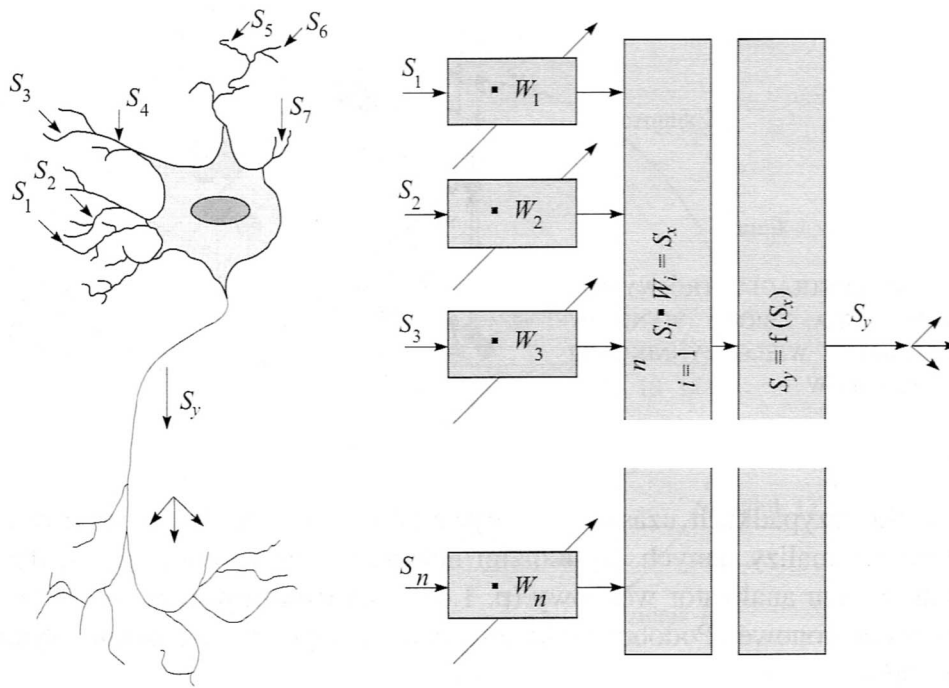 S5
S6
S3
S4
S7
S2
S1
Sy
S1
▪ W1
S2
▪ W2
S3
▪ W3
n
i = 1
Si ▪ Wi = Sx
Sy = f (Sx)
Sy
Sn
▪ Wn